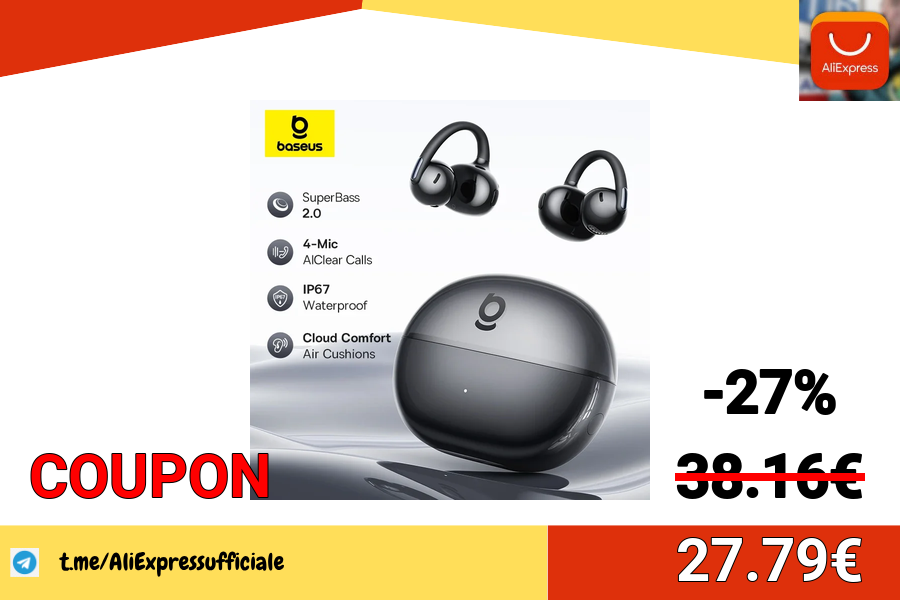 AliExpress
baseus
SuperBass
2.0
4-Mic
AIClear Calls
IP67
Waterproof
Cloud Comfort
Air Cushions
-27%
COUPON
38.16€
t.me/AliExpressufficiale
27.79€